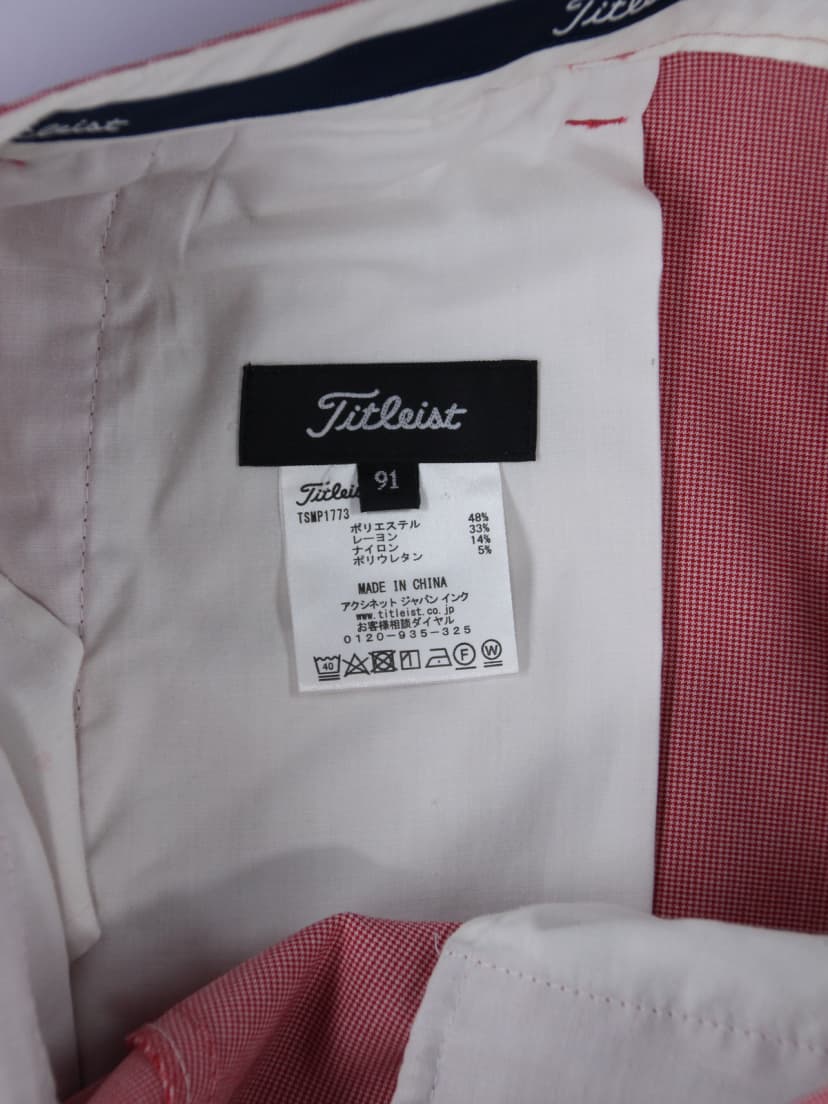 Titleist
Titleist
Titleist
91
Titleist
TSMP1773
ポリエステル 48%
レーヨン 33%
ナイロン 14%
ポリウレタン 5%
MADE IN CHINA
アクシネット ジャパン インク
www.titleist.co.jp
お客様相談ダイヤル
0120-935-325
40 F W